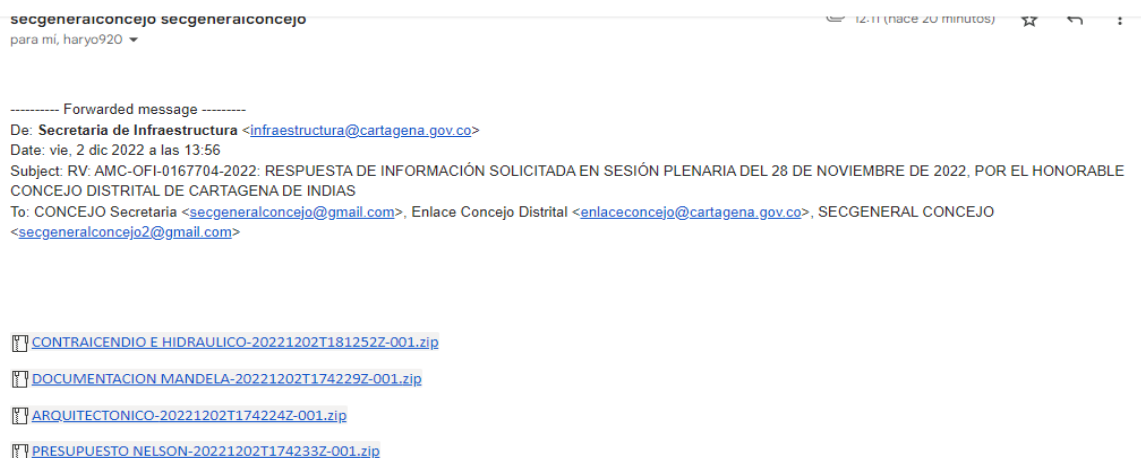 secgeneralconcejo secgeneralconcejo
12:11 (hace 20 minutos)
para mí, haryo920
---------- Forwarded message ---------
De: Secretaria de Infraestructura <infraestructura@cartagena.gov.co>
Date: vie, 2 dic 2022 a las 13:56
Subject: RV: AMC-OFI-0167704-2022: RESPUESTA DE INFORMACIÓN SOLICITADA EN SESIÓN PLENARIA DEL 28 DE NOVIEMBRE DE 2022, POR EL HONORABLE
CONCEJO DISTRITAL DE CARTAGENA DE INDIAS
To: CONCEJO Secretaria <secgeneralconcejo@gmail.com>, Enlace Concejo Distrital <enlaceconcejo@cartagena.gov.co>, SECGENERAL CONCEJO
<secgeneralconcejo2@gmail.com>
CONTRAICENDIO E HIDRAULICO-20221202T181252Z-001.zip
DOCUMENTACION MANDELA-20221202T174229Z-001.zip
ARQUITECTONICO-20221202T174224Z-001.zip
PRESUPUESTO NELSON-20221202T174233Z-001.zip